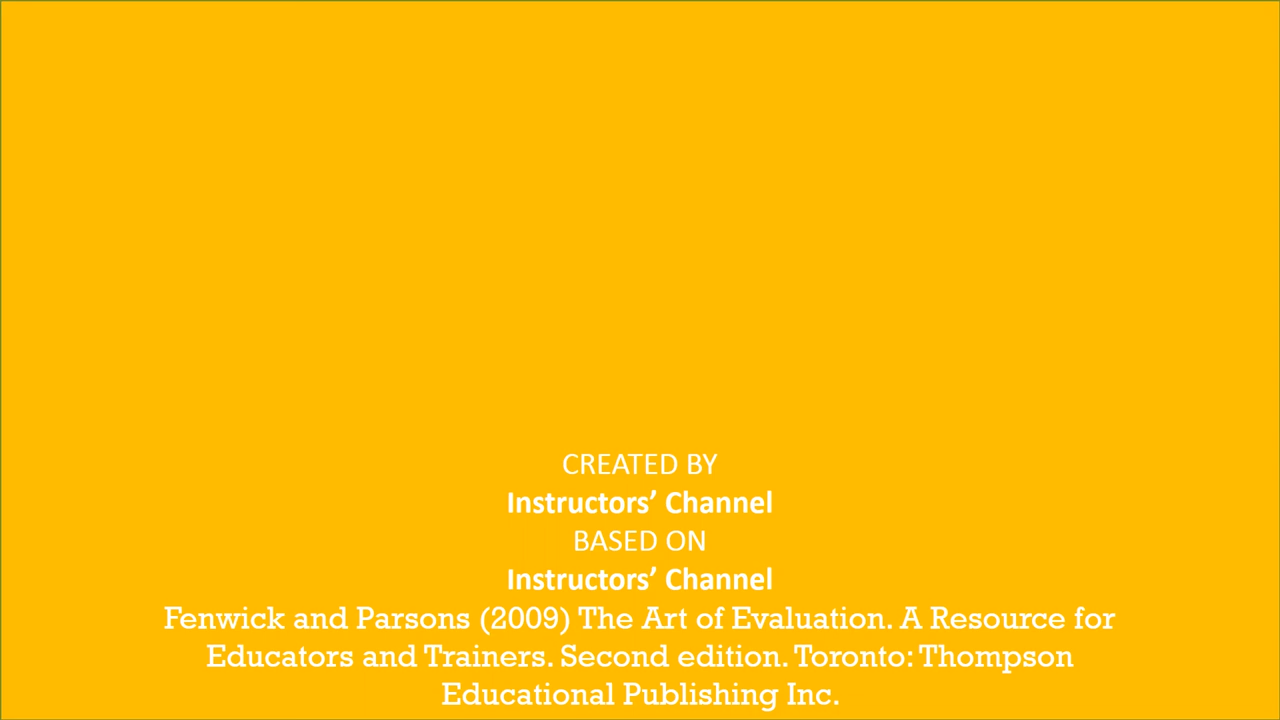 CREATED BY
Instructors’ Channel
BASED ON
Instructors’ Channel
Fenwick and Parsons (2009) The Art of Evaluation. A Resource for
Educators and Trainers. Second edition. Toronto: Thompson
Educational Publishing Inc.